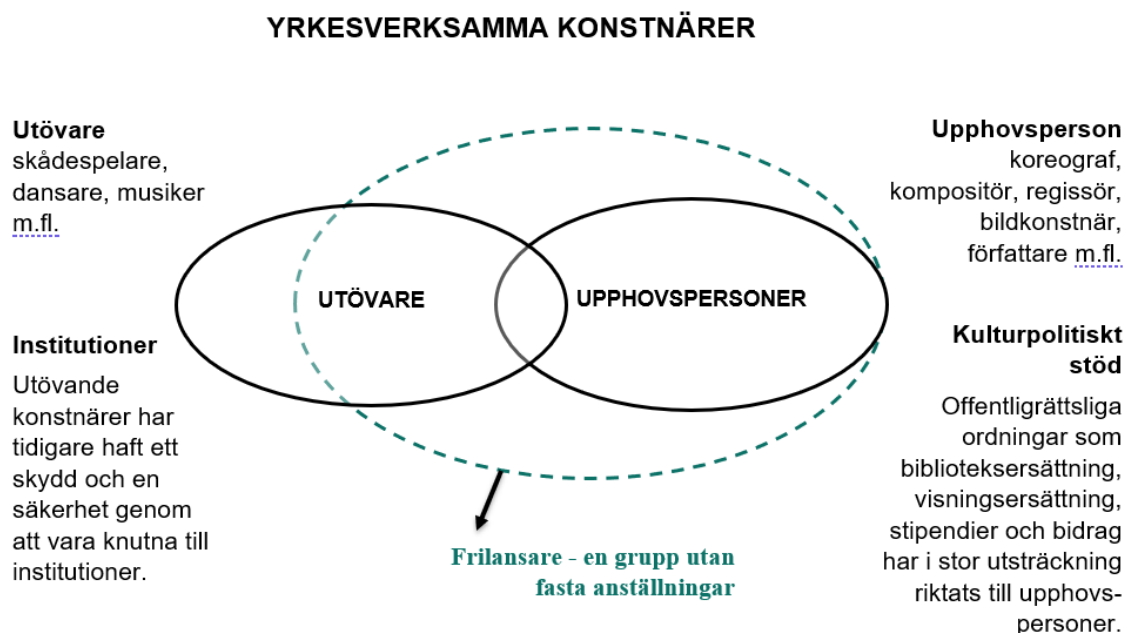 YRKESVERKSAMMA KONSTNÄRER
Utövare
skådespelare,
dansare, musiker
m.fl.
Institutioner
Utövande
konstnärer har
tidigare haft ett
skydd och en
säkerhet genom
att vara knutna till
institutioner.
UTÖVARE
UPPHOVSPERSONER
Frilansare - en grupp utan
fasta anställningar
Upphovsperson
koreograf,
kompositör, regissör,
bildkonstnär,
författare m.fl.
Kulturpolitiskt
stöd
Offentligrättsliga
ordningar som
biblioteksersättning,
visningsersättning,
stipendier och bidrag
har i stor utsträckning
riktats till upphovs-
personer.